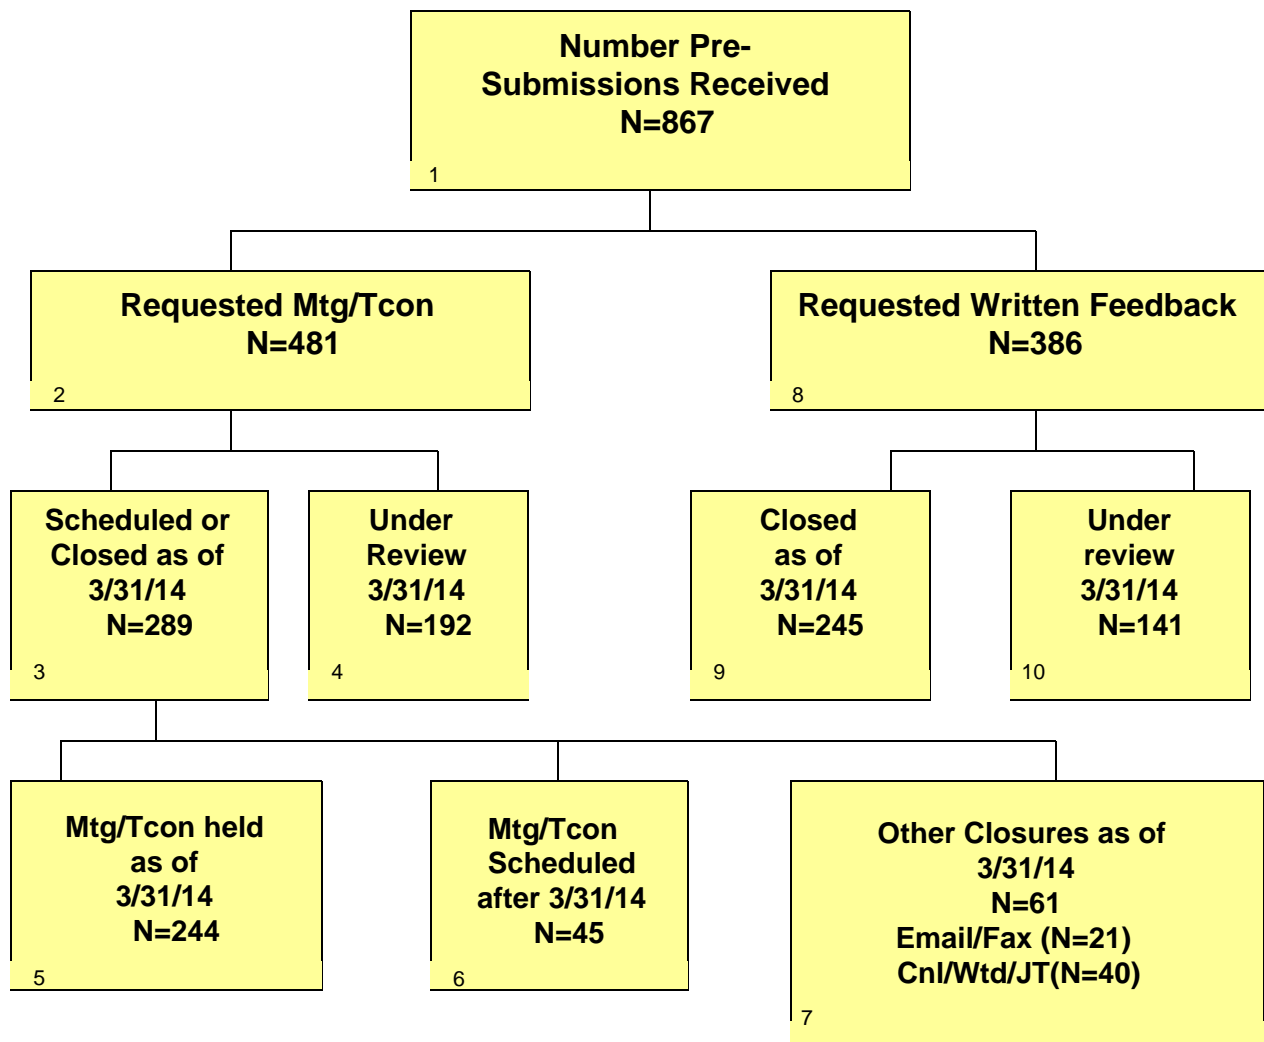 Number Pre-
Submissions Received
N=867
1
Requested Mtg/Tcon
N=481
2
Requested Written Feedback
N=386
8
Scheduled or
Closed as of
3/31/14
N=289
3
Under
Review
3/31/14
N=192
4
Closed
as of
3/31/14
N=245
9
Under
review
3/31/14
N=141
10
Mtg/Tcon held
as of
3/31/14
N=244
5
Mtg/Tcon
Scheduled
after 3/31/14
N=45
6
Other Closures as of
3/31/14
N=61
Email/Fax (N=21)
Cnl/Wtd/JT(N=40)
7